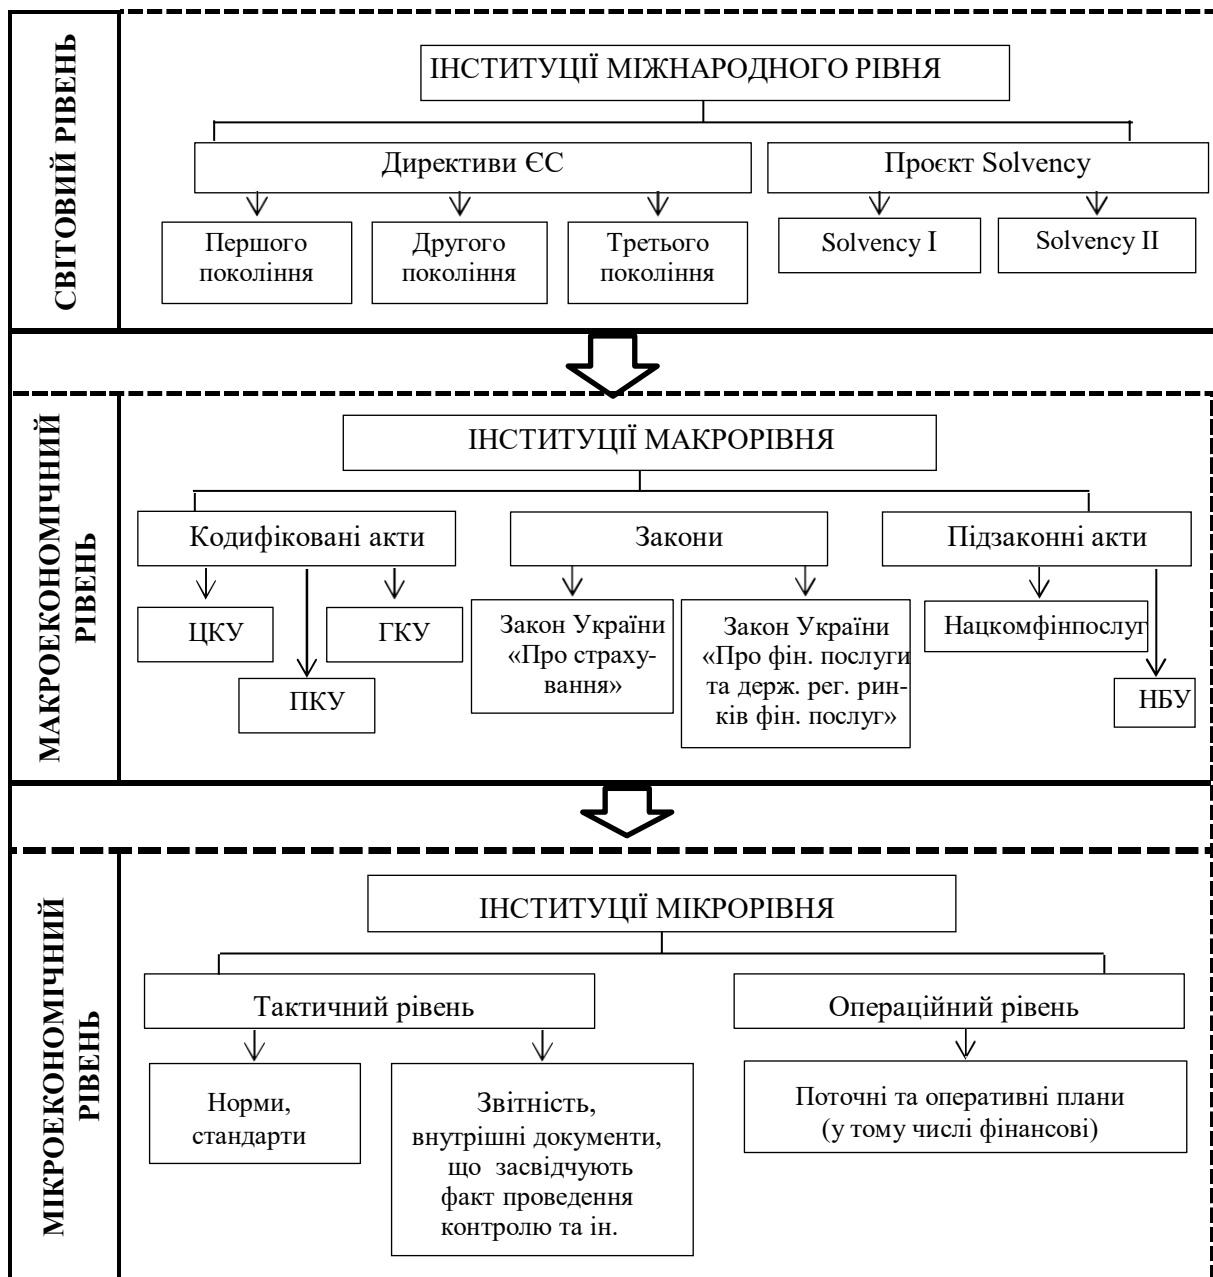 СВІТОВИЙ РІВЕНЬ
ІНСТИТУЦІЇ МІЖНАРОДНОГО РІВНЯ
Директиви ЄС
Проєкт Solvency
Першого
покоління
Другого
покоління
Третього
покоління
Solvency I
Solvency II
МАКРОЕКОНОМІЧНИЙ
РІВЕНЬ
ІНСТИТУЦІЇ МАКРОРІВНЯ
Кодифіковані акти
Закони
Підзаконні акти
ЦКУ
ПКУ
ГКУ
Закон України
«Про страху-
вання»
Закон України
«Про фін. послуги
та держ. рег. рин-
ків фін. послуг»
Нацкомфінпослуг
НБУ
МІКРОЕКОНОМІЧНИЙ
РІВЕНЬ
ІНСТИТУЦІЇ МІКРОРІВНЯ
Тактичний рівень
Операційний рівень
Норми,
стандарти
Звітність,
внутрішні документи,
що засвідчують
факт проведення
контролю та ін.
Поточні та оперативні плани
(у тому числі фінансові)